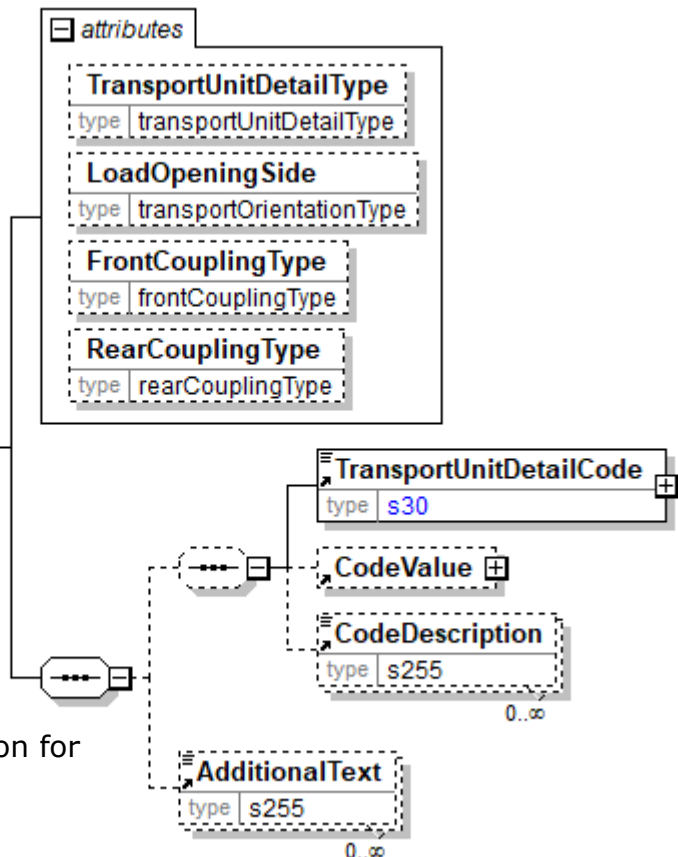 attributes
TransportUnitDetailType
type transportUnitDetailType
LoadOpeningSide
type transportOrientationType
FrontCouplingType
type frontCouplingType
RearCouplingType
type rearCouplingType
TransportUnitDetailCode
type s30
CodeValue
CodeDescription
type s255
0..∞
on for
AdditionalText
type s255
0..∞